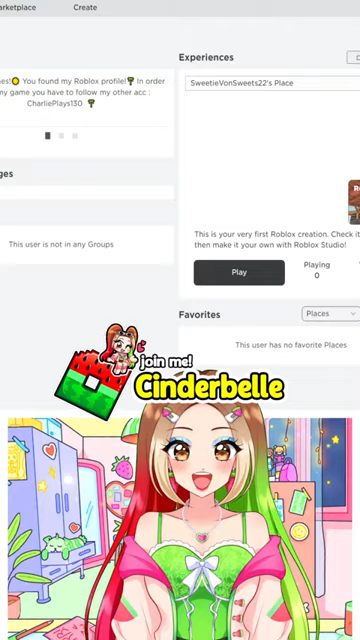 arketplace
Create
es!🌻 You found my Roblox profile!🌻 In order
my game you have to follow my other acc :
CharliePlays130 🌻
ges
This user is not in any Groups
Experiences
SweetieVonSweets22's Place
Ro
This is your very first Roblox creation. Check it
then make it your own with Roblox Studio!
Play
Playing
0
Favorites
Places
This user has no favorite Places
join me!
Cinderbelle